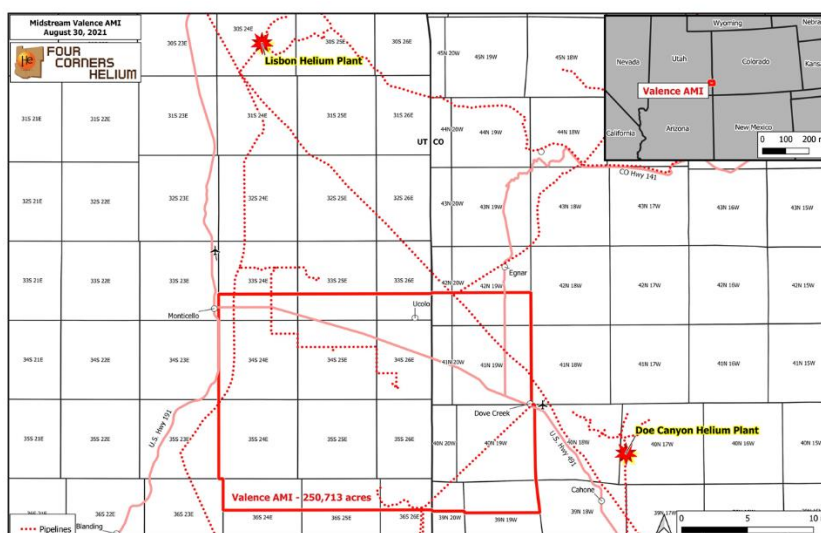 Midstream Valence AMI
August 30, 2021
He
FOUR
CORNERS
HELIUM
Lisbon Helium Plant
Wyoming
Nevada
Utah
Colorado
Valence AMI
California
Arizona
New Mexico
0 100 200
30S 23E
30S 24E
30S 25E
30S 26E
45N 20W
45N 19W
45N 18W
31S 21E
31S 22E
31S 23E
31S 24E
31S 25E
31S 26E
44N 20W
44N 19W
44N 18W
UT CO
CO Hwy 141
32S 21E
32S 22E
32S 23E
32S 24E
32S 25E
32S 26E
43N 20W
43N 19W
43N 18W
43N 17W
43N 16W
43N 15W
Egnar
33S 21E
33S 22E
33S 23E
33S 24E
33S 25E
33S 26E
42N 20W
42N 19W
42N 18W
42N 17W
42N 16W
42N 15W
Monticello
Ucolo
34S 21E
34S 22E
34S 23E
34S 24E
34S 25E
34S 26E
41N 20W
41N 19W
41N 18W
41N 17W
41N 16W
41N 15W
Dove Creek
U.S. Hwy 191
U.S. Hwy 491
Doe Canyon Helium Plant
35S 21E
35S 22E
35S 23E
35S 24E
35S 25E
35S 26E
40N 20W
40N 19W
40N 18W
40N 17W
40N 16W
Cahone
Valence AMI - 250,713 acres
36S 22E
36S 23E
36S 24E
36S 25E
36S 26E
39N 20W
39N 19W
39N 18W
Pipelines
Blanding
0 5 10